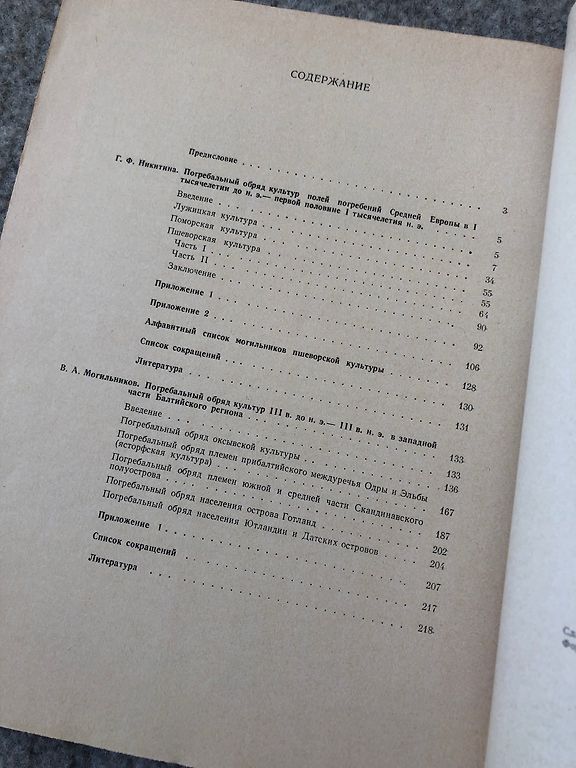 СОДЕРЖАНИЕ
Предисловие 3
Г. Ф. Никитина. Погребальный обряд культур полей погребений Средней Европы в I
тысячелетии до н. э.— первой половине I тысячелетия н. э. 5
Введение 5
Лужицкая культура 7
Поморская культура 34
Пшеворская культура 55
Часть I 55
Часть II 64
Заключение 90
Приложение 1 92
Приложение 2 106
Алфавитный список могильников пшеворской культуры 128
Список сокращений 130
Литература 131
В. А. Могильников. Погребальный обряд культур III в. до н. э.— III в. н. э. в западной
части Балтийского региона 133
Введение 133
Погребальный обряд оксывской культуры 136
Погребальный обряд племен прибалтийского междуречья Одры и Эльбы
(ясторфская культура) 167
Погребальный обряд племен южной и средней части Скандинавского
полуострова 187
Погребальный обряд населения острова Готланд 202
Погребальный обряд населения Ютландии и Датских островов 204
Приложение 1 207
Список сокращений 217
Литература 218